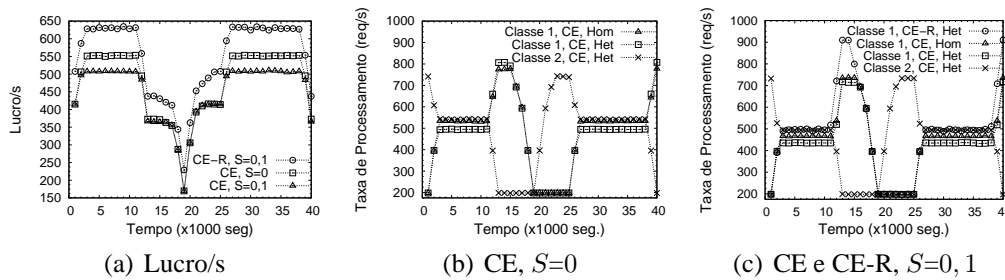 650
600
550
500
450
400
350
300
250
200
150
Lucro/s
CE-R, S=0,1
CE, S=0
CE, S=0,1
0 5 10 15 20 25 30 35 40
Tempo (x1000 seg)
(a) Lucro/s
1000
900
800
700
600
500
400
300
200
Taxa de Processamento (req/s)
Classe 1, CE, Hom
Classe 1, CE, Het
Classe 2, CE, Het
0 5 10 15 20 25 30 35 40
Tempo (x1000 seg.)
(b) CE, S=0
1000
900
800
700
600
500
400
300
200
Taxa de Processamento (req/s)
Classe 1, CE−R, Het
Classe 1, CE, Hom
Classe 1, CE, Het
Classe 2, CE, Het
0 5 10 15 20 25 30 35 4
Tempo (x1000 seg.)
(c) CE e CE-R, S=0, 1